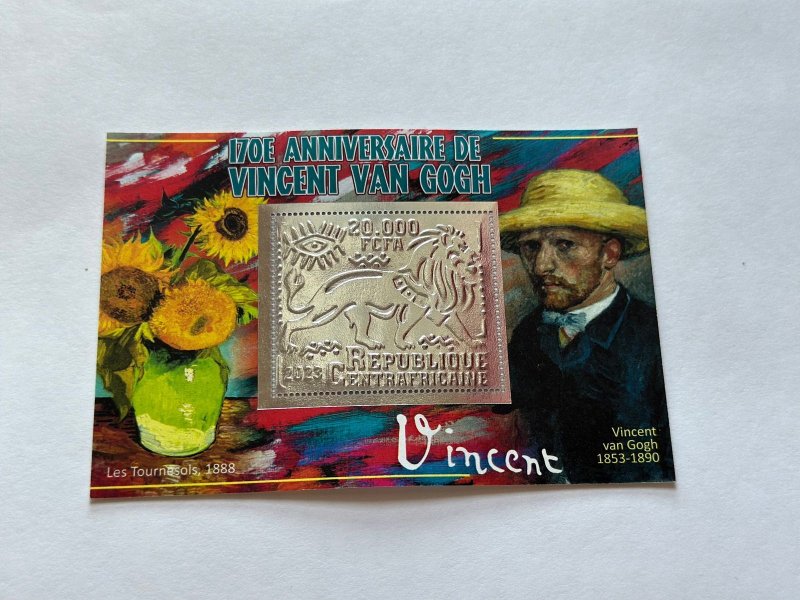 170E ANNIVERSAIRE DE
VINCENT VAN GOGH
20.000
FCFA
2023
REPUBLIQUE
CENTRAFRICAINE
Les Tournesols, 1888
Vincent
Vincent
van Gogh
1853-1890